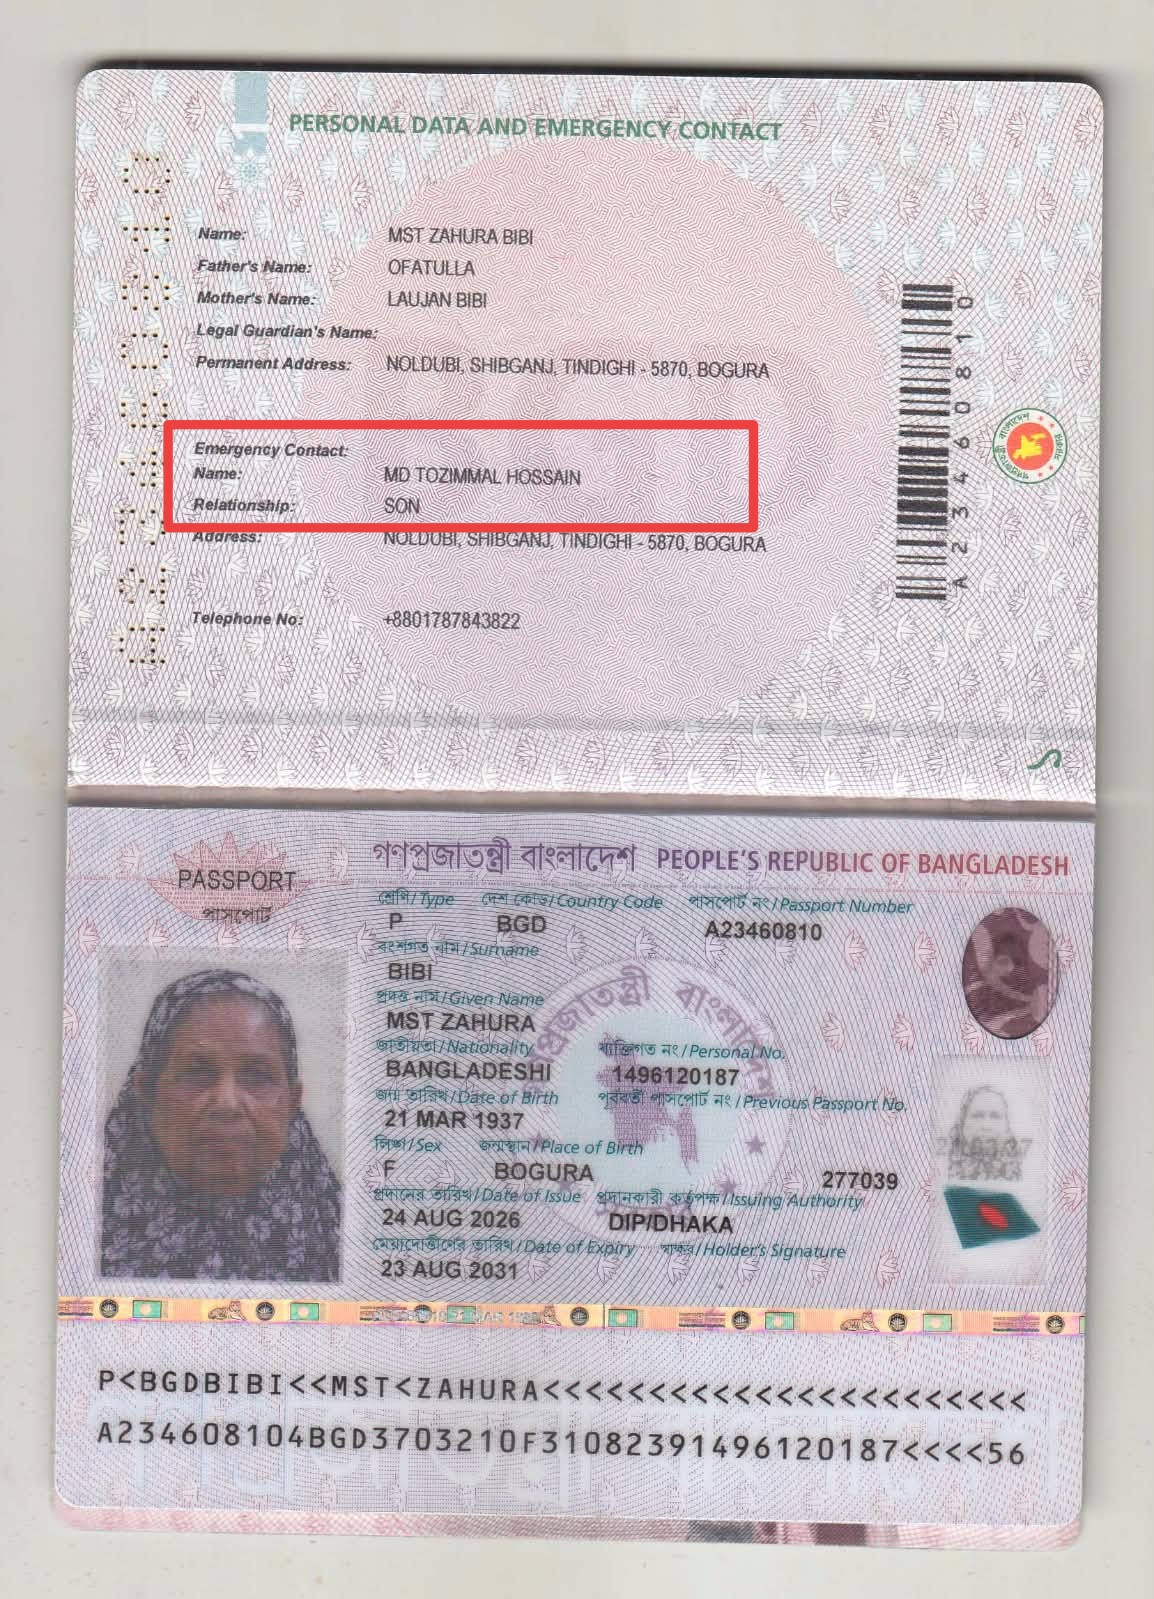 1
PERSONAL DATA AND EMERGENCY CONTACT
Name: MST ZAHURA BIBI
Father's Name: OFATULLA
Mother's Name: LAUJAN BIBI
Legal Guardian's Name:
Permanent Address: NOLDUBI, SHIBGANJ, TINDIGHI - 5870, BOGURA
Emergency Contact:
Name: MD TOZIMMAL HOSSAIN
Relationship: SON
Address: NOLDUBI, SHIBGANJ, TINDIGHI - 5870, BOGURA
Telephone No: +8801787843822
A23460810
A23460810
গণপ্রজাতন্ত্রী বাংলাদেশ PEOPLE'S REPUBLIC OF BANGLADESH
PASSPORT
পাসপোর্ট
শ্রেণি/Type দেশ কোড/Country Code পাসপোর্ট নং/Passport Number
P BGD A23460810
বংশগত নাম/Surname
BIBI
প্রদত্ত নাম/Given Name
MST ZAHURA
জাতীয়তা/Nationality ব্যক্তিগত নং/Personal No.
BANGLADESHI 1496120187
জন্ম তারিখ/Date of Birth পূর্ববর্তী পাসপোর্ট নং/Previous Passport No.
21 MAR 1937
লিঙ্গ/Sex জন্মস্থান/Place of Birth
F BOGURA 277039
প্রদানের তারিখ/Date of Issue প্রদানকারী কর্তৃপক্ষ/Issuing Authority
24 AUG 2026 DIP/DHAKA
মেয়াদোত্তীর্ণের তারিখ/Date of Expiry স্বাক্ষর/Holder's Signature
23 AUG 2031
P<BGDBIBI<<MST<ZAHURA<<<<<<<<<<<<<<<<<<<<<<<
A234608104BGD3703210F31082391496120187<<<<56